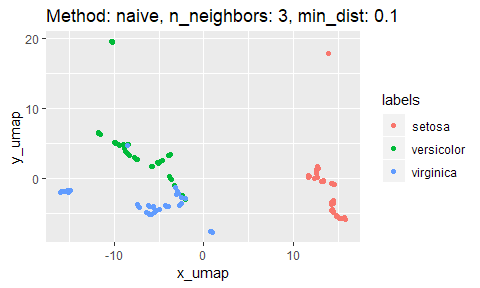 Method: naive, n_neighbors: 3, min_dist: 0.1
20
10
0
y_umap
-10
0
10
x_umap
labels
setosa
versicolor
virginica